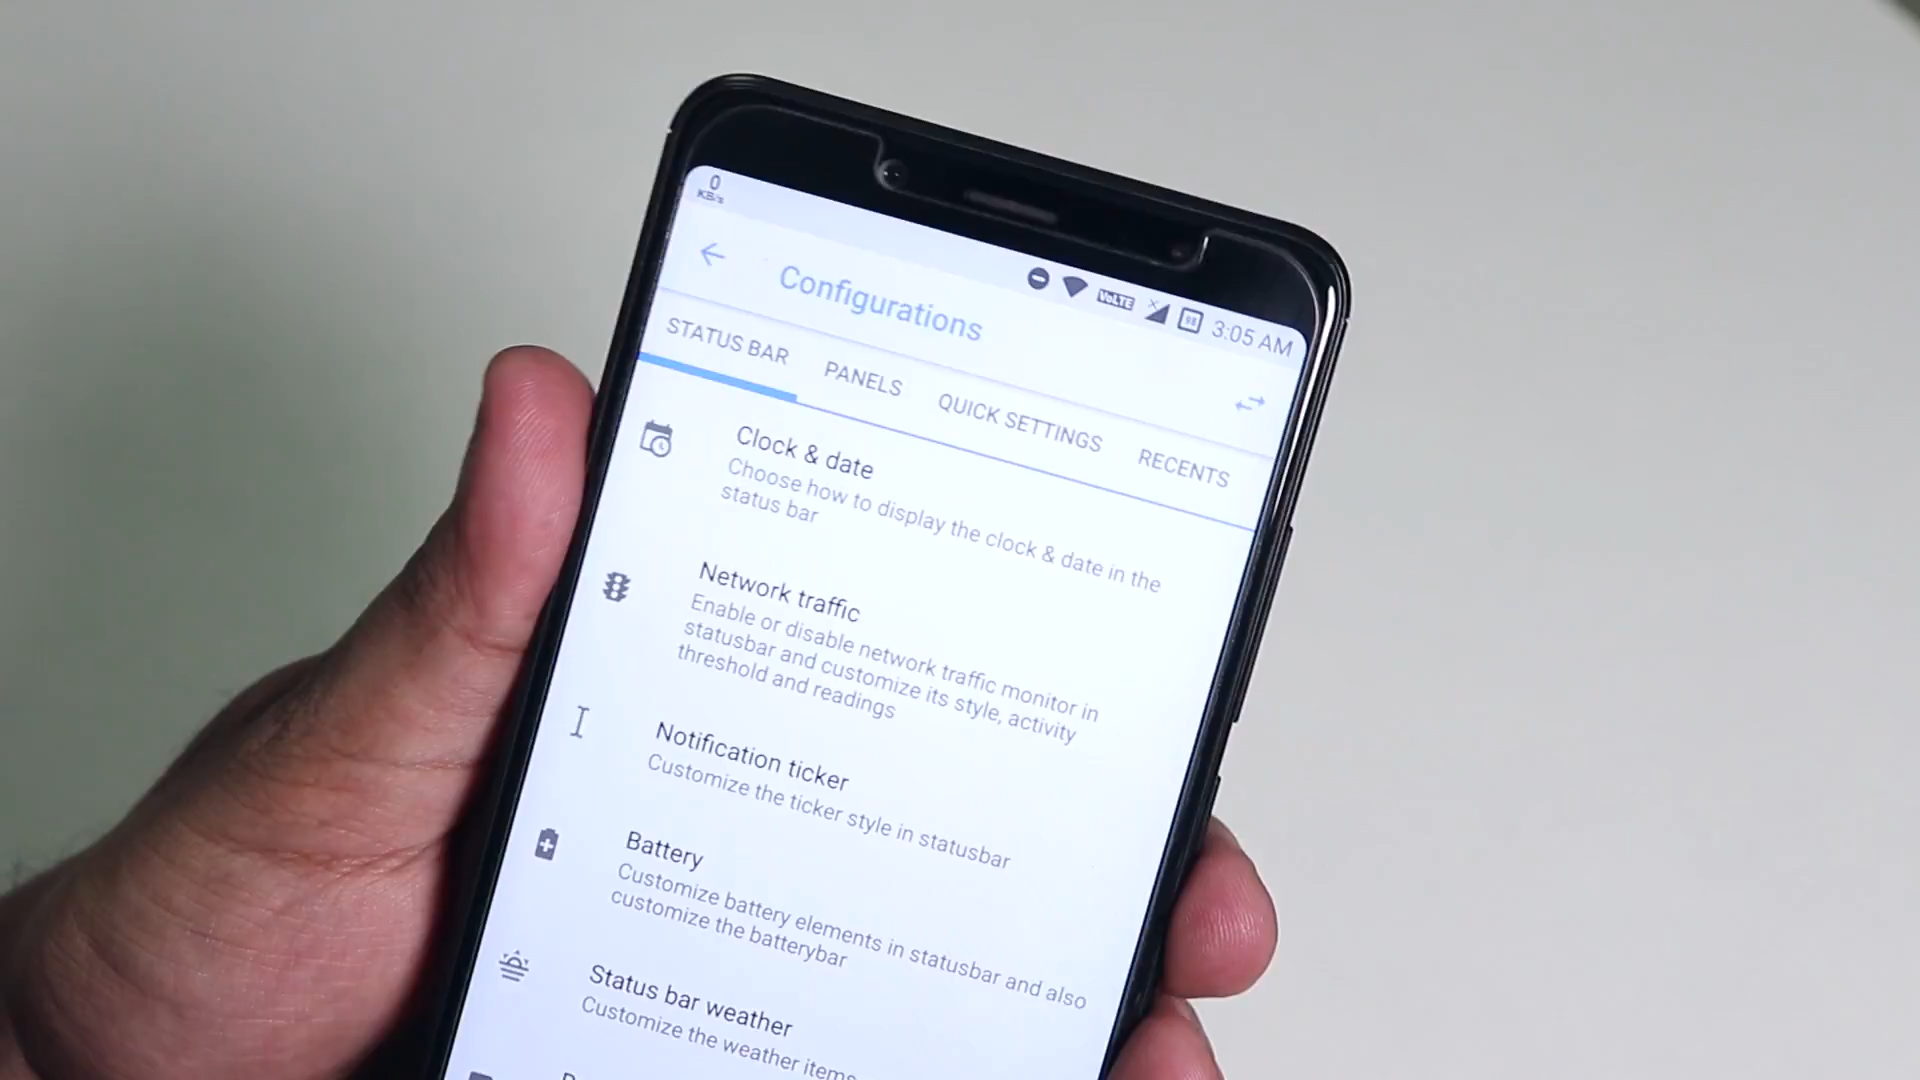 0
KB/s
VoLTE
98
3:05 AM
Configurations
STATUS BAR
PANELS
QUICK SETTINGS
RECENTS
Clock & date
Choose how to display the clock & date in the
status bar
Network traffic
Enable or disable network traffic monitor in
statusbar and customize its style, activity
threshold and readings
Notification ticker
Customize the ticker style in statusbar
Battery
Customize battery elements in statusbar and also
customize the batterybar
Status bar weather
Customize the weather items